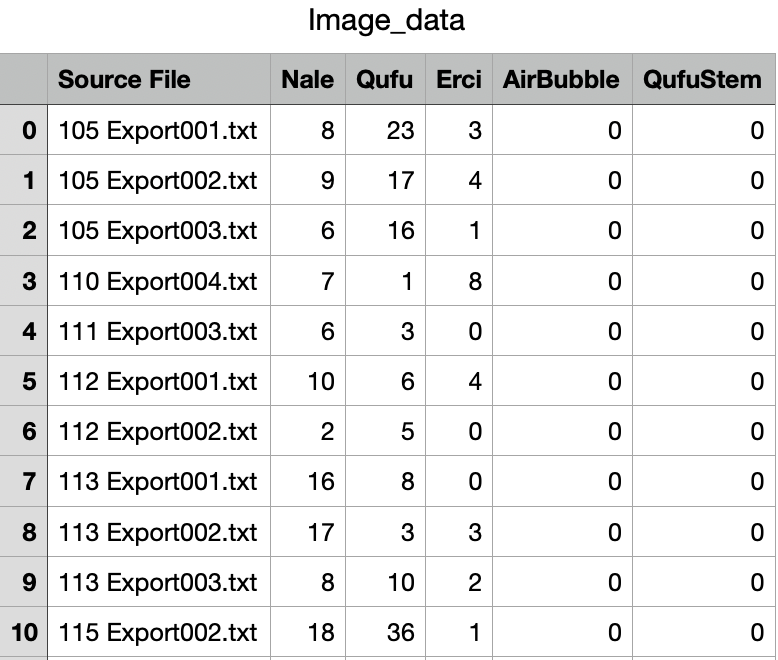 Image_data
Source File Nale Qufu Erci AirBubble QufuStem
0 105 Export001.txt 8 23 3 0 0
1 105 Export002.txt 9 17 4 0 0
2 105 Export003.txt 6 16 1 0 0
3 110 Export004.txt 7 1 8 0 0
4 111 Export003.txt 6 3 0 0 0
5 112 Export001.txt 10 6 4 0 0
6 112 Export002.txt 2 5 0 0 0
7 113 Export001.txt 16 8 0 0 0
8 113 Export002.txt 17 3 3 0 0
9 113 Export003.txt 8 10 2 0 0
10 115 Export002.txt 18 36 1 0 0